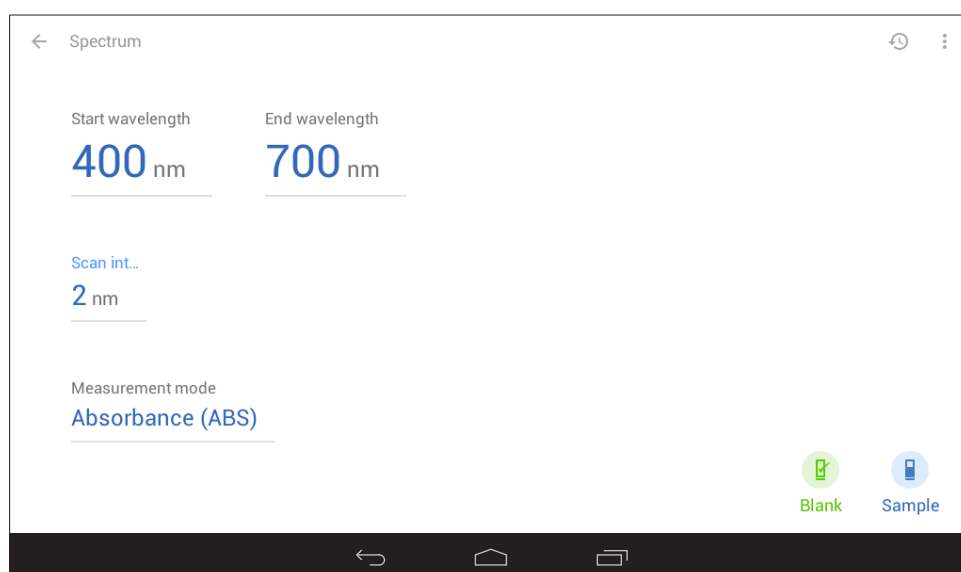 Spectrum
Start wavelength End wavelength
400 nm 700 nm
Scan int...
2 nm
Measurement mode
Absorbance (ABS)
Blank Sample